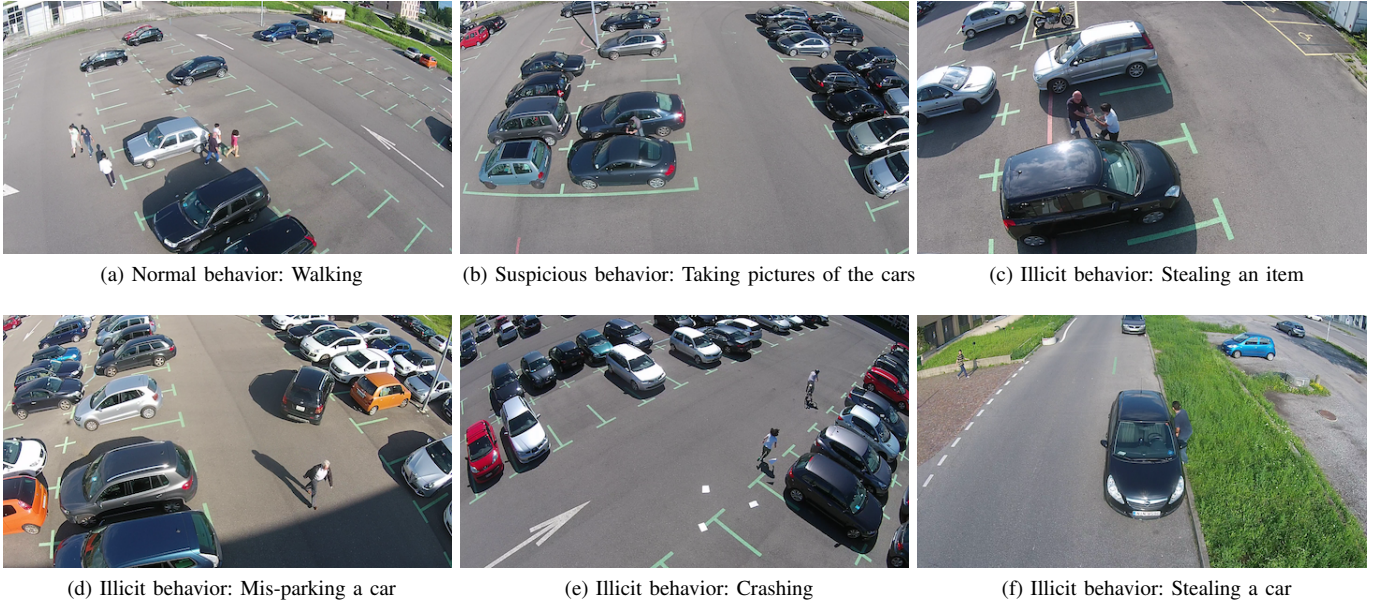 (a) Normal behavior: Walking
(b) Suspicious behavior: Taking pictures of the cars
(c) Illicit behavior: Stealing an item
(d) Illicit behavior: Mis-parking a car
(e) Illicit behavior: Crashing
(f) Illicit behavior: Stealing a car